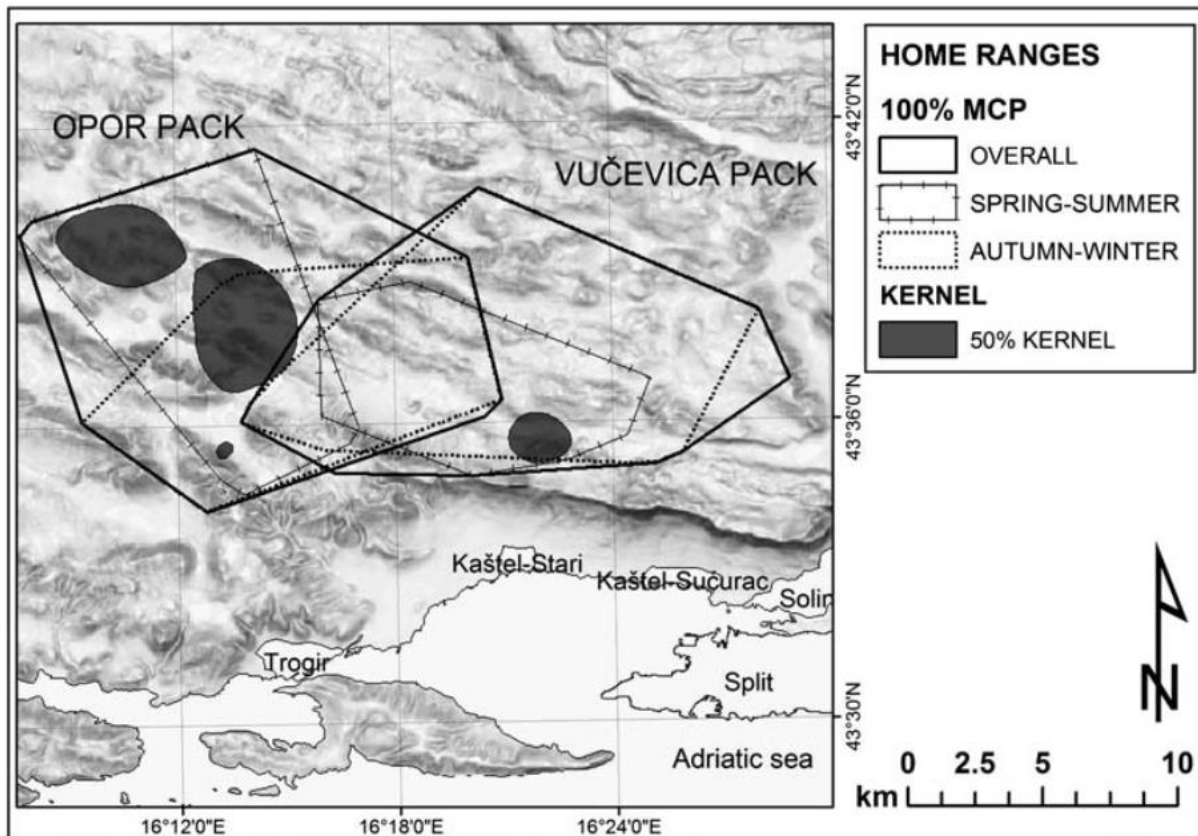 OPOR PACK
VUČEVICA PACK
Kaštel-Stari
Kaštel-Sućurac
Solin
Trogir
Split
Adriatic sea
16°12'0"E
16°18'0"E
16°24'0"E
43°42'0"N
43°36'0"N
43°30'N
HOME RANGES
100% MCP
OVERALL
SPRING-SUMMER
AUTUMN-WINTER
KERNEL
50% KERNEL
N
0 2.5 5 10
km